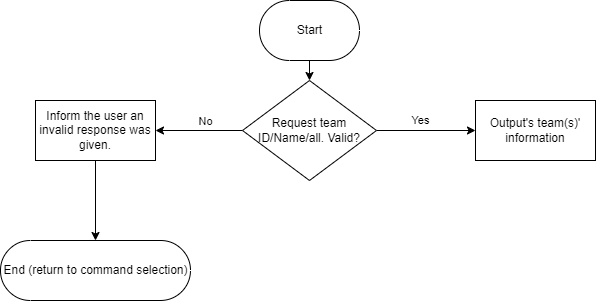 Start
Request team
ID/Name/all. Valid?
No
Yes
Inform the user an
invalid response was
given.
Output's team(s)'
information
End (return to command selection)